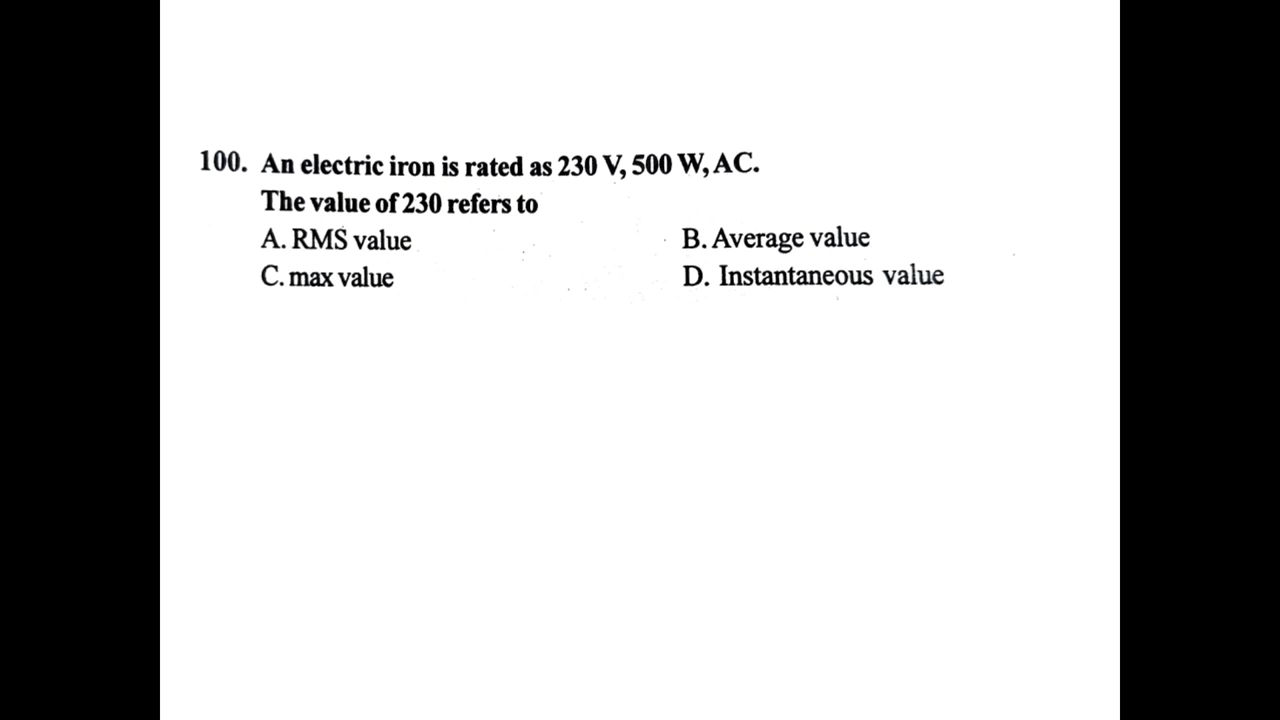 100. An electric iron is rated as 230 V, 500 W, AC.
The value of 230 refers to
A. RMS value B. Average value
C. max value D. Instantaneous value